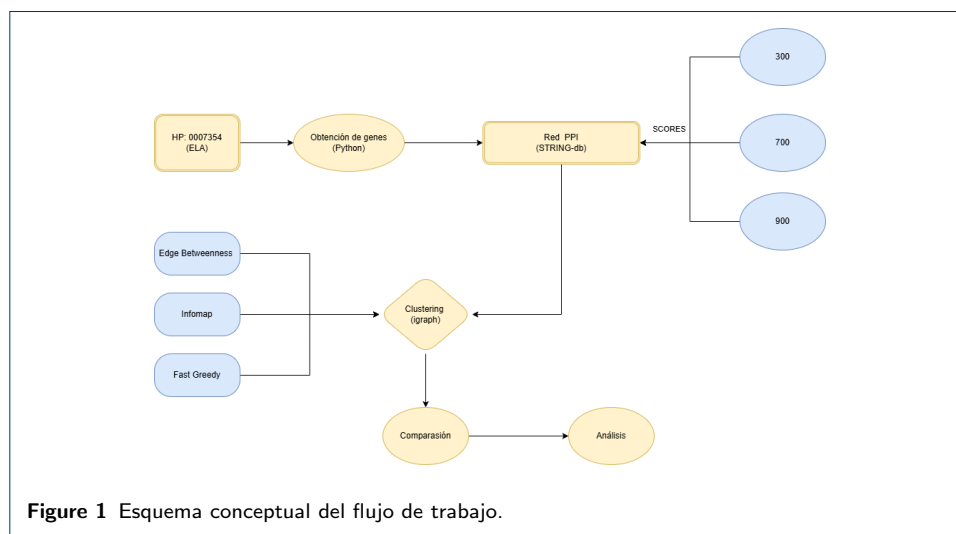 300
HP: 0007354
(ELA)
Obtención de genes
(Python)
Red PPI
(STRING-db)
SCORES
700
900
Edge Betweenness
Infomap
Fast Greedy
Clustering
(igraph)
Comparasión
Análisis
Figure 1 Esquema conceptual del flujo de trabajo.